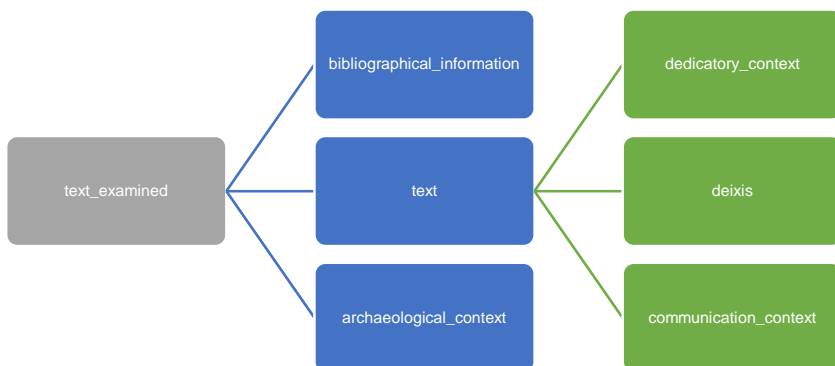 text_examined
bibliographical_information
text
archaeological_context
dedicatory_context
deixis
communication_context